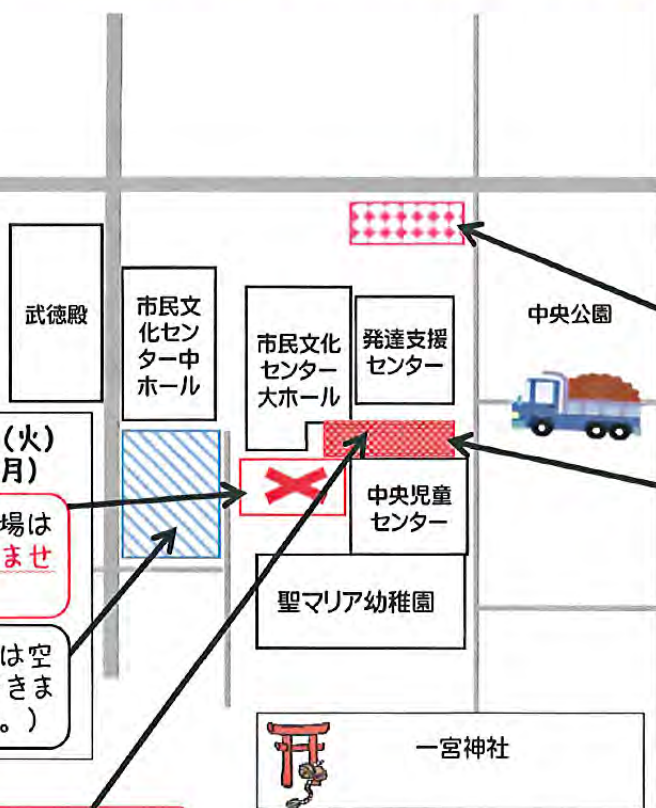 武徳殿
市民文
化セン
ター中
ホール
市民文化
センター
大ホール
発達支援
センター
中央公園
(火)
月)
場は
ませ
は空
きま
。)
中央児童
センター
聖マリア幼稚園
一宮神社